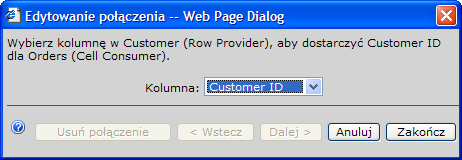 Edytowanie połączenia -- Web Page Dialog
Wybierz kolumnę w Customer (Row Provider), aby dostarczyć Customer ID
dla Orders (Cell Consumer).
Kolumna: Customer ID
Usuń połączenie < Wstecz Dalej > Anuluj Zakończ